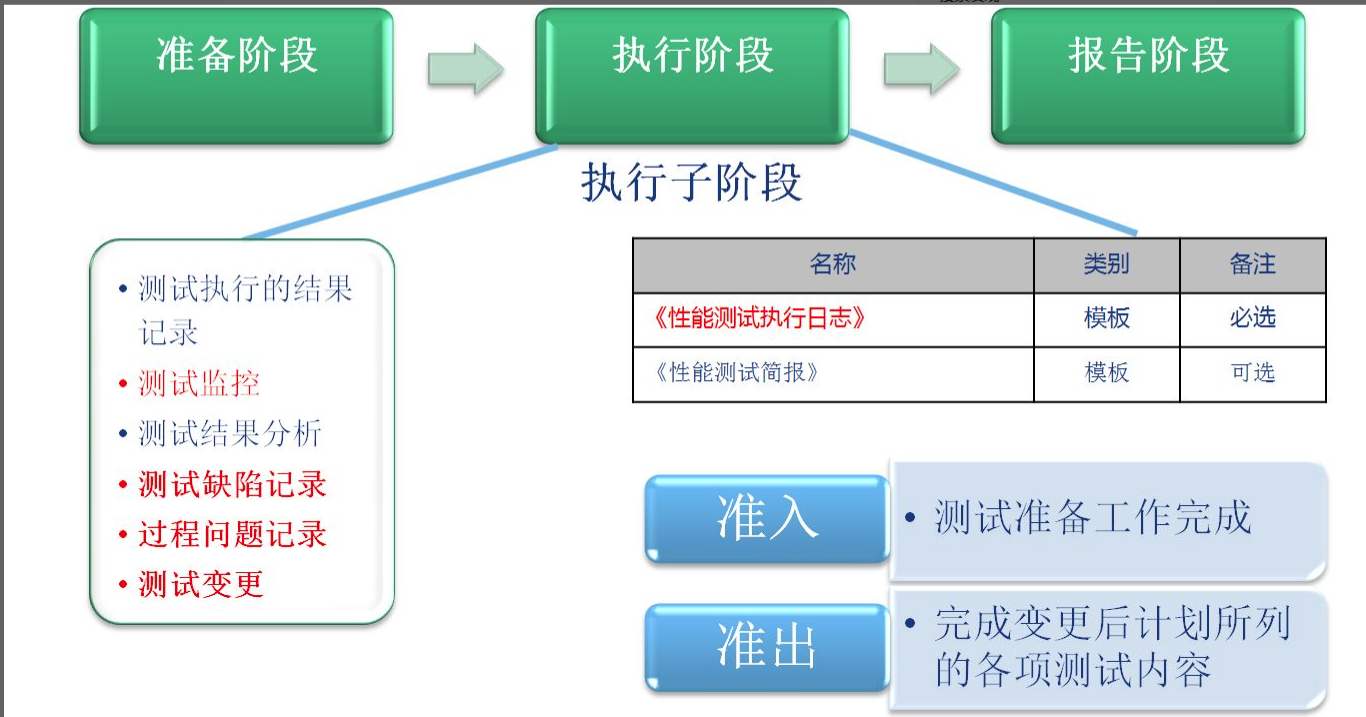 准备阶段
执行阶段
报告阶段
执行子阶段
• 测试执行的结果
记录
• 测试监控
• 测试结果分析
• 测试缺陷记录
• 过程问题记录
• 测试变更
名称 类别 备注
《性能测试执行日志》 模板 必选
《性能测试简报》 模板 可选
准入
• 测试准备工作完成
准出
• 完成变更后计划所列
的各项测试内容